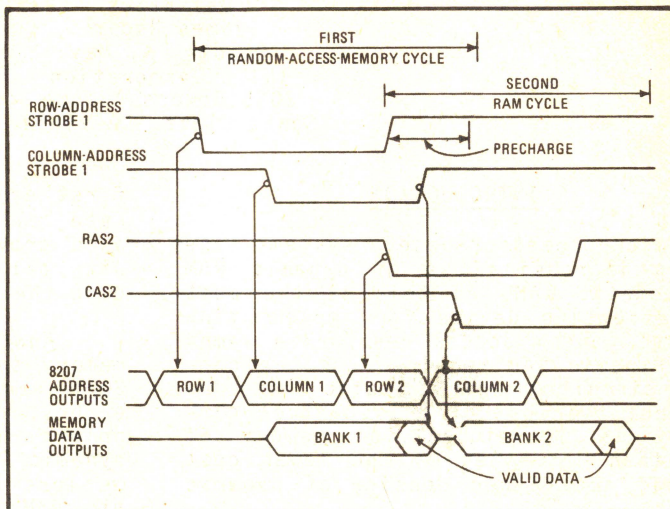 FIRST
RANDOM-ACCESS-MEMORY CYCLE
SECOND
RAM CYCLE
ROW-ADDRESS
STROBE 1
PRECHARGE
COLUMN-ADDRESS
STROBE 1
RAS2
CAS2
8207
ADDRESS
OUTPUTS
ROW 1
COLUMN 1
ROW 2
COLUMN 2
MEMORY
DATA
OUTPUTS
BANK 1
BANK 2
VALID DATA